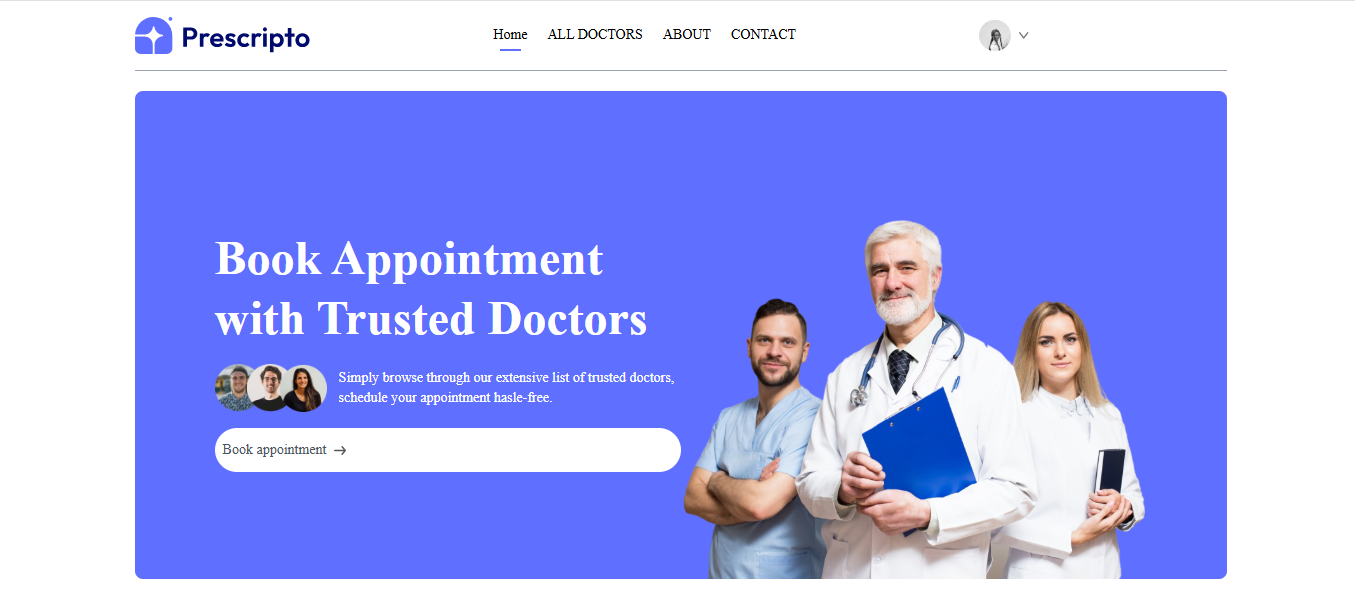 Prescripto
Home ALL DOCTORS ABOUT CONTACT
Book Appointment
with Trusted Doctors
Simply browse through our extensive list of trusted doctors,
schedule your appointment hasle-free.
Book appointment →